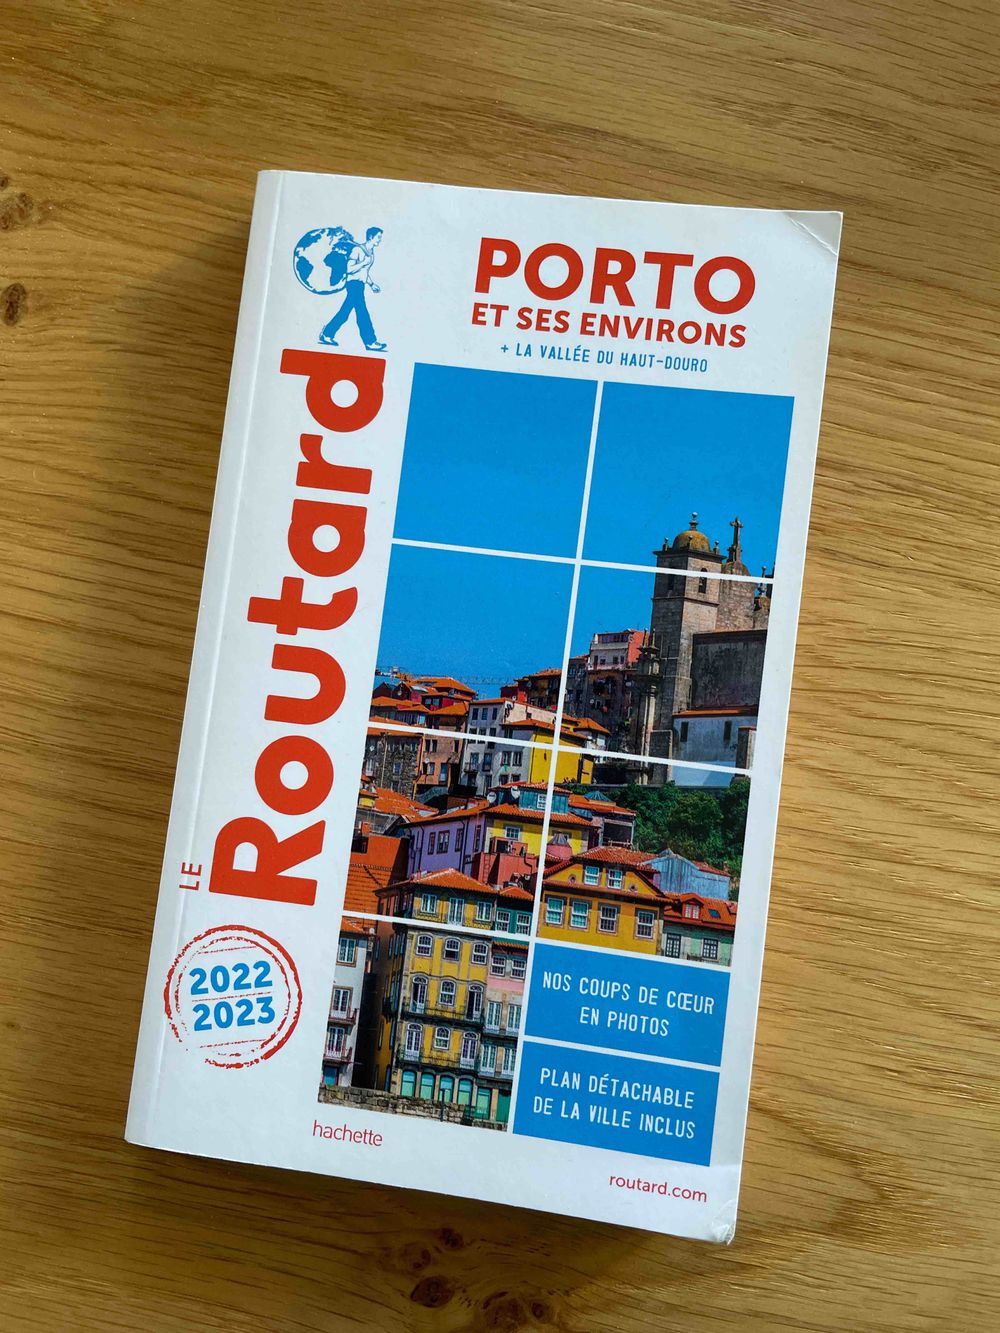 PORTO
ET SES ENVIRONS
+ LA VALLÉE DU HAUT-DOURO
LE Routard
2022
2023
NOS COUPS DE CŒUR
EN PHOTOS
PLAN DÉTACHABLE
DE LA VILLE INCLUS
hachette
routard.com